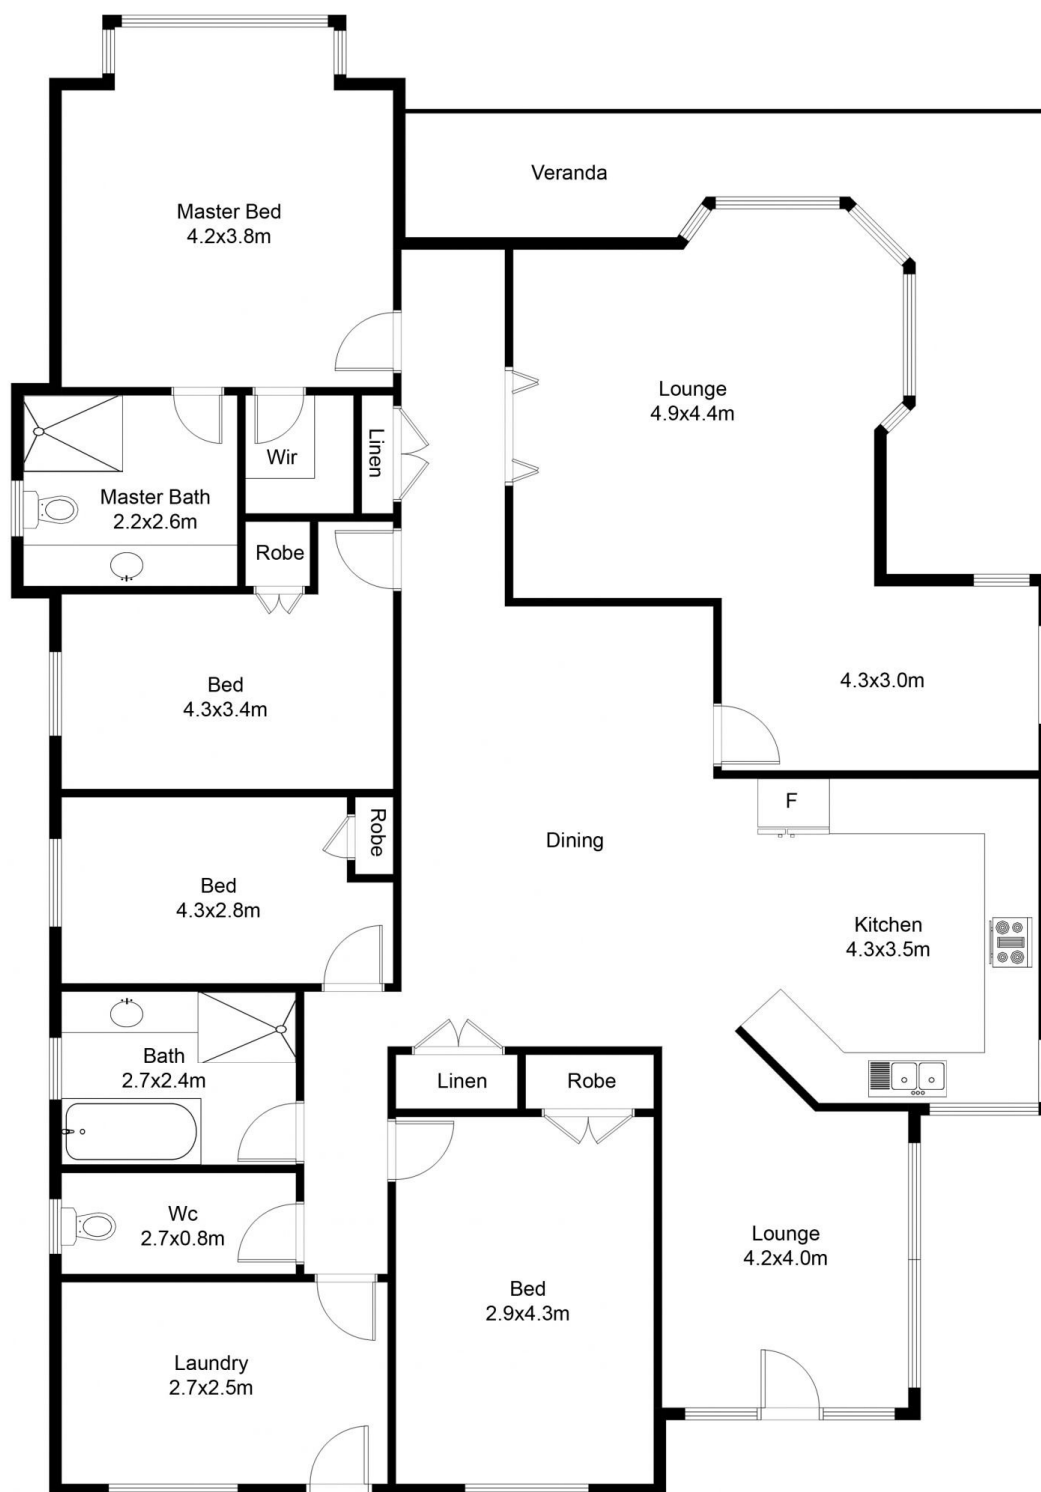 Veranda
Master Bed
4.2x3.8m
Lounge
4.9x4.4m
Linen
Wir
Master Bath
2.2x2.6m
Robe
Bed
4.3x3.4m
4.3x3.0m
F
Robe
Dining
Bed
4.3x2.8m
Kitchen
4.3x3.5m
Bath
2.7x2.4m
Linen
Robe
Wc
2.7x0.8m
Lounge
4.2x4.0m
Bed
2.9x4.3m
Laundry
2.7x2.5m